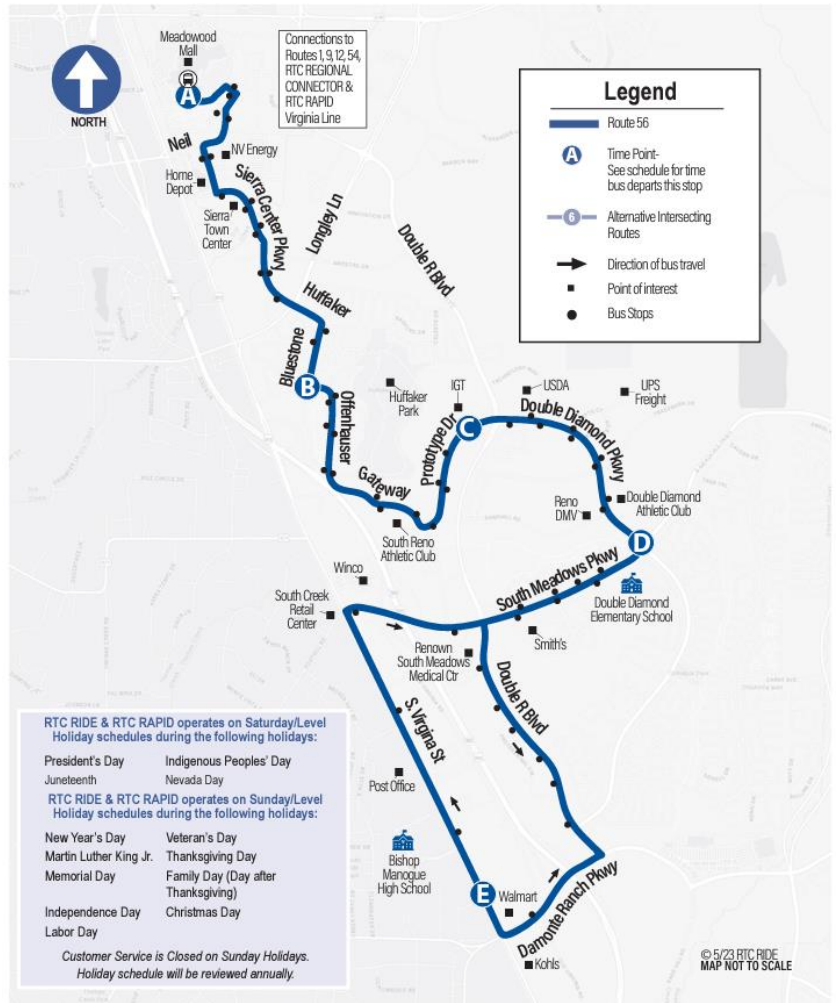 Meadowood
Mall
Connections to
Routes 1, 9, 12, 54,
RTC REGIONAL
CONNECTOR &
RTC RAPID
Virginia Line
NORTH
A
Legend
Route 56
A
Time Point-
See schedule for time
bus departs this stop
6
Alternative Intersecting
Routes
Direction of bus travel
Point of interest
Bus Stops
Neil
NV Energy
Home
Depot
Sierra Center Pkwy
Sierra
Town
Center
Longley Ln
Double R Blvd
Huffaker
Bluestone
B
Offenhauser
Huffaker
Park
IGT
USDA
UPS
Freight
C
Prototype Dr
Double Diamond Pkwy
Gateway
South Reno
Athletic Club
Reno
DMV
Double Diamond
Athletic Club
D
South Meadows Pkwy
Double Diamond
Elementary School
Winco
South Creek
Retail
Center
Smith's
Renown
South Meadows
Medical Ctr
Double R Blvd
S. Virgina St
Post Office
Bishop
Manogue
High School
E
Walmart
Damonte Ranch Pkwy
Kohls
RTC RIDE & RTC RAPID operates on Saturday/Level
Holiday schedules during the following holidays:
President's Day Indigenous Peoples' Day
Juneteenth Nevada Day
RTC RIDE & RTC RAPID operates on Sunday/Level
Holiday schedules during the following holidays:
New Year's Day Veteran's Day
Martin Luther King Jr. Thanksgiving Day
Memorial Day Family Day (Day after
Thanksgiving)
Independence Day Christmas Day
Labor Day
Customer Service is Closed on Sunday Holidays.
Holiday schedule will be reviewed annually.
© 5/23 RTC RIDE
MAP NOT TO SCALE